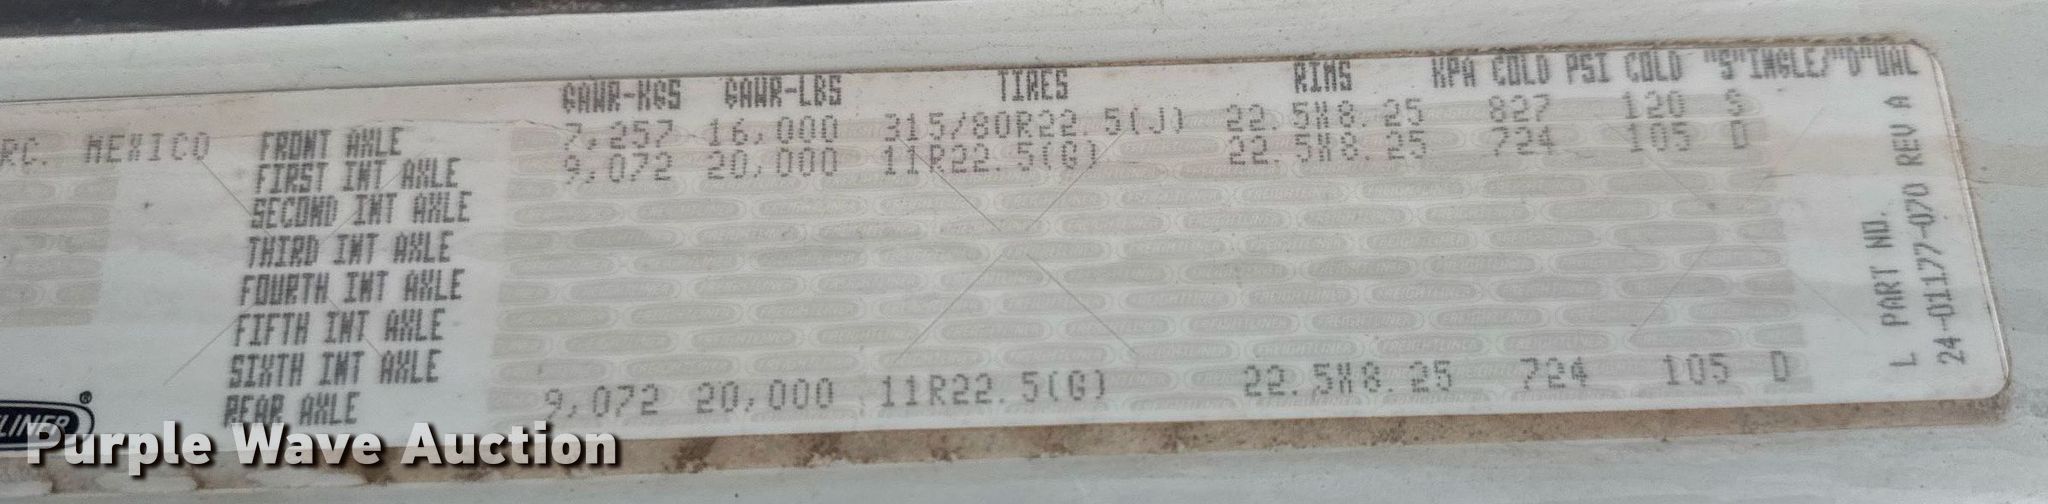 GAWR-KGS GAWR-LBS TIRES RIMS KPA COLD PSI COLD "S"INGLE/"D"UAL
RC. MEXICO FRONT AXLE 7,257 16,000 315/80R22.5(J) 22.5X8.25 827 120 S
FIRST INT AXLE 9,072 20,000 11R22.5(G) 22.5X8.25 724 105 D
SECOND INT AXLE
THIRD INT AXLE
FOURTH INT AXLE
FIFTH INT AXLE
SIXTH INT AXLE
REAR AXLE 9,072 20,000 11R22.5(G) 22.5X8.25 724 105 D
L PART NO.
24-01177-070 REV A
TLINER®
Purple Wave Auction